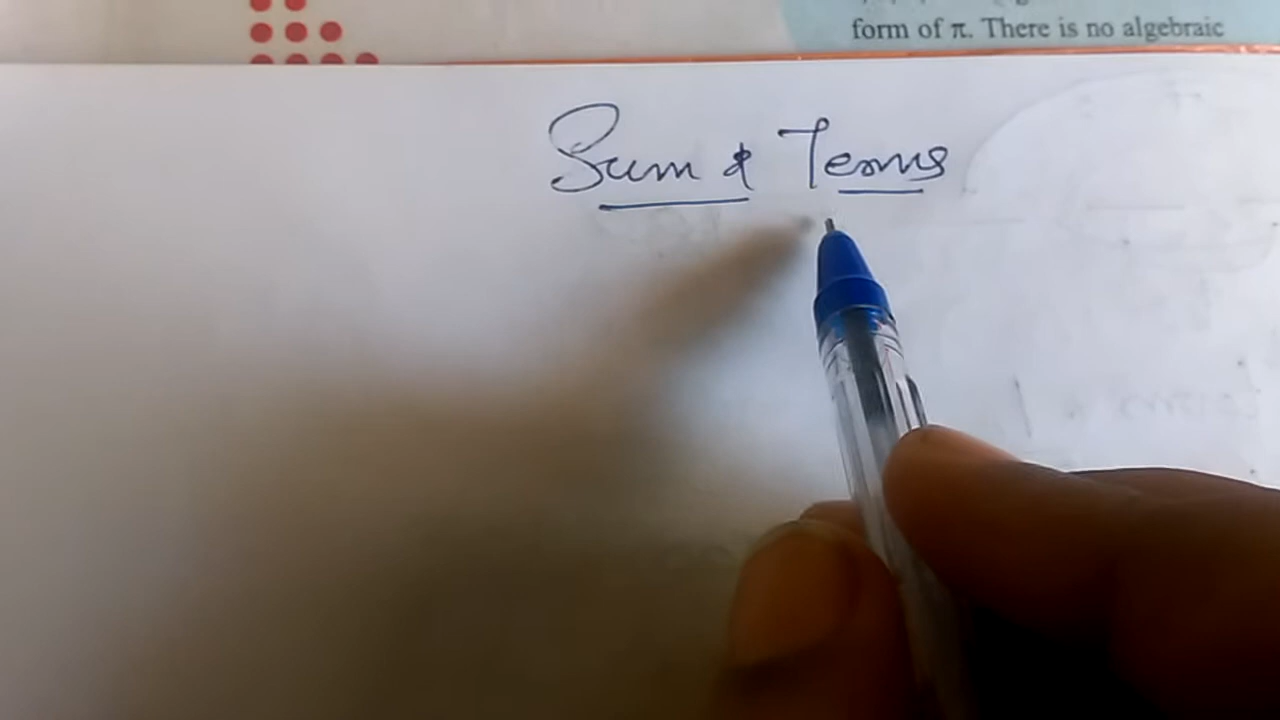 form of π. There is no algebraic
Sum & Terms